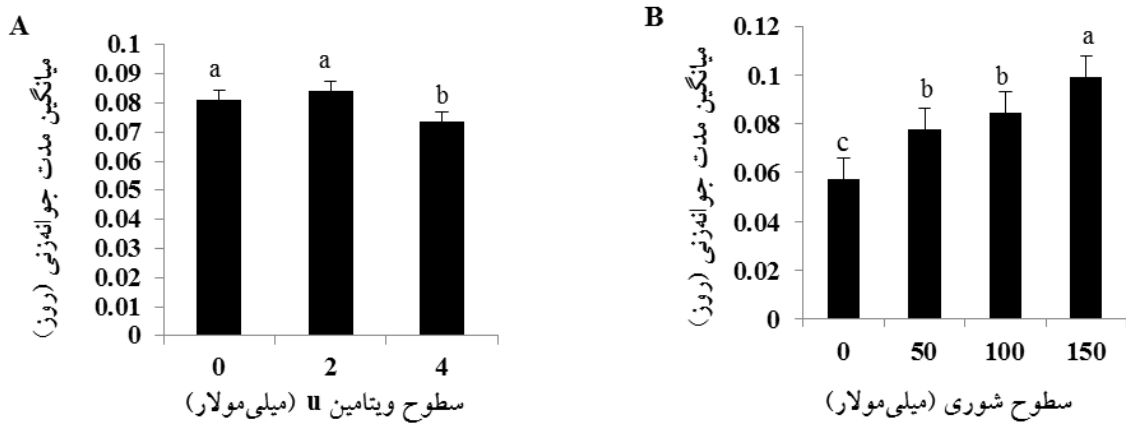 A
میانگین مدت جوانه‌زنی (روز)
0.1
0.09
0.08
0.07
0.06
0.05
0.04
0.03
0.02
0.01
0
a
a
b
0 2 4
سطوح ویتامین u (میلی‌مولار)
B
میانگین مدت جوانه‌زنی (روز)
0.12
0.1
0.08
0.06
0.04
0.02
0
c
b
b
a
0 50 100 150
سطوح شوری (میلی‌مولار)